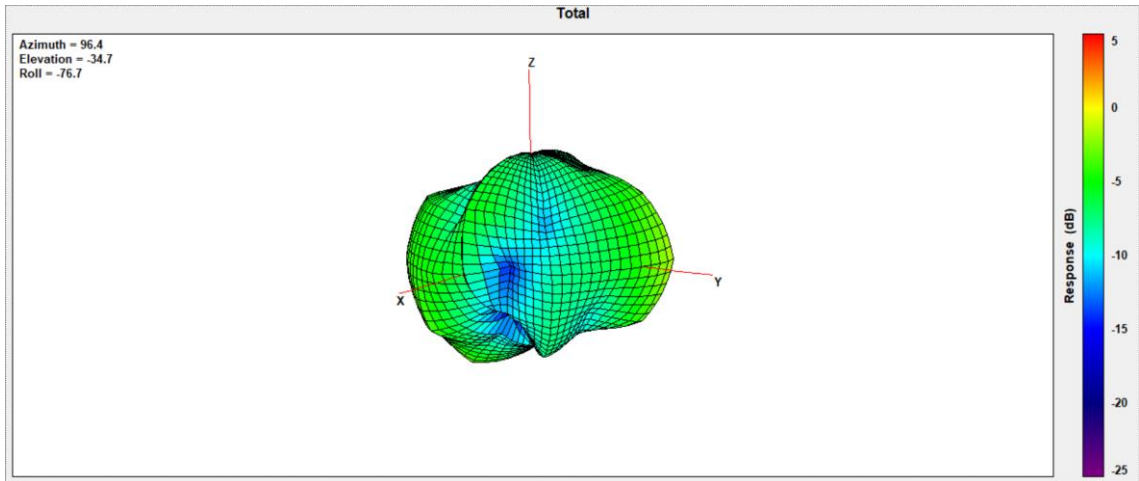 Total
Azimuth = 96.4
Elevation = -34.7
Roll = -76.7
Z
X
Y
5
0
-5
-10
-15
-20
-25
Response (dB)